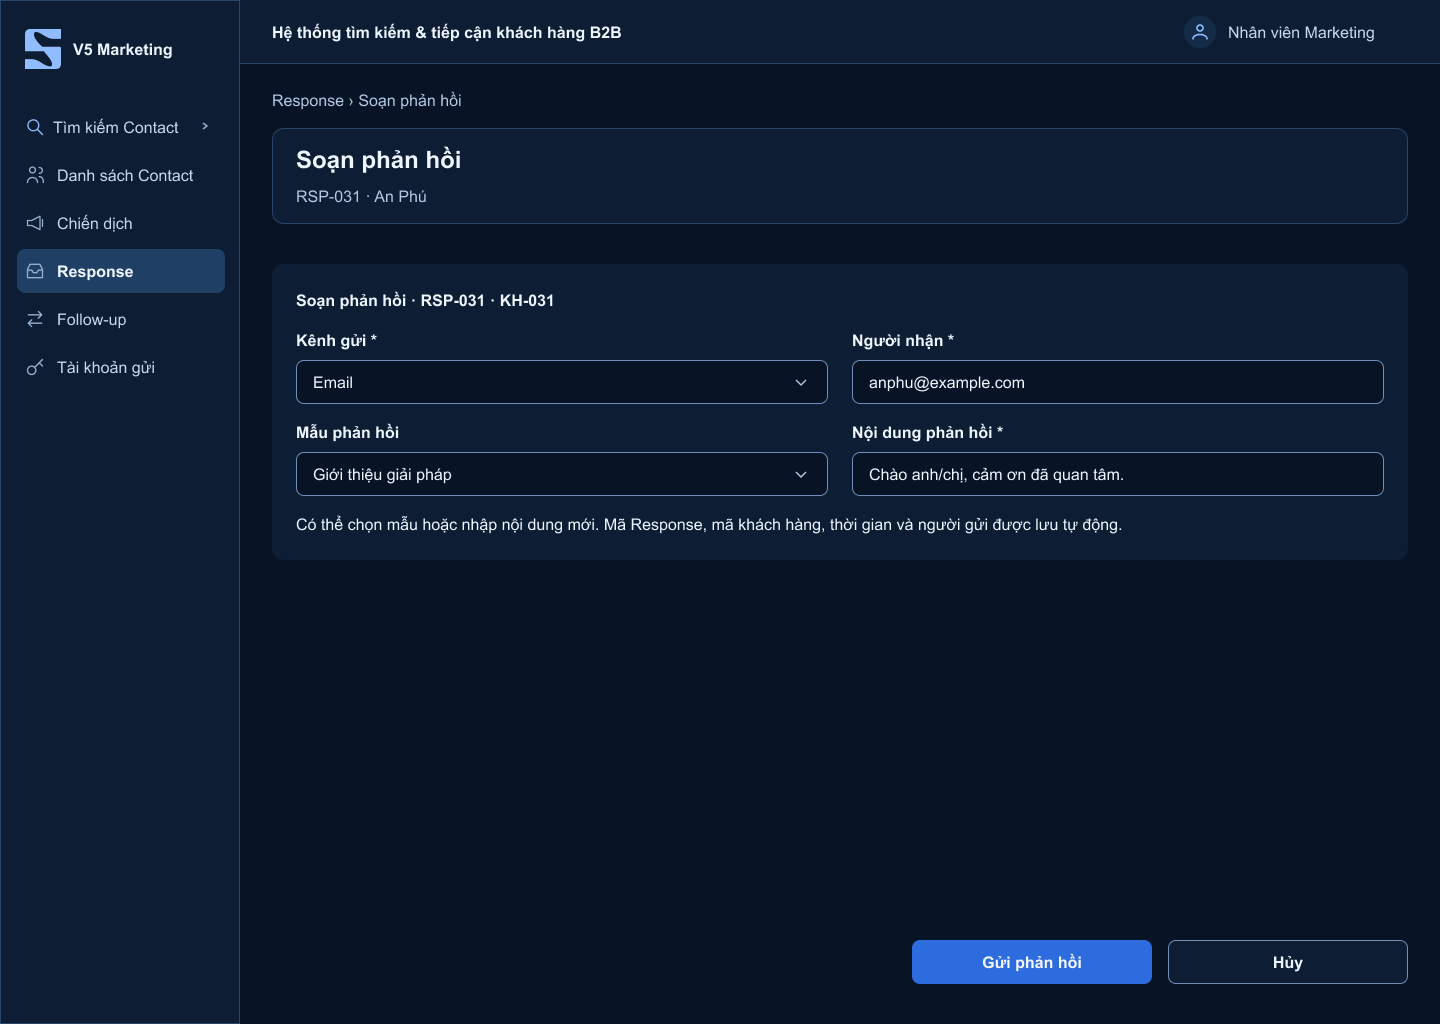 V5 Marketing
Tìm kiếm Contact
Danh sách Contact
Chiến dịch
Response
Follow-up
Tài khoản gửi
Hệ thống tìm kiếm & tiếp cận khách hàng B2B
Nhân viên Marketing
Response › Soạn phản hồi
Soạn phản hồi
RSP-031 · An Phú
Soạn phản hồi · RSP-031 · KH-031
Kênh gửi *
Người nhận *
Email
anphu@example.com
Mẫu phản hồi
Nội dung phản hồi *
Giới thiệu giải pháp
Chào anh/chị, cảm ơn đã quan tâm.
Có thể chọn mẫu hoặc nhập nội dung mới. Mã Response, mã khách hàng, thời gian và người gửi được lưu tự động.
Gửi phản hồi
Hủy